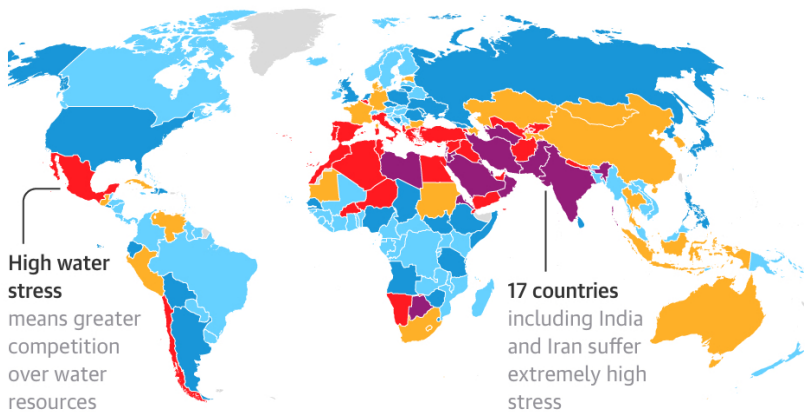 High water
stress
means greater
competition
over water
resources
17 countries
including India
and Iran suffer
extremely high
stress